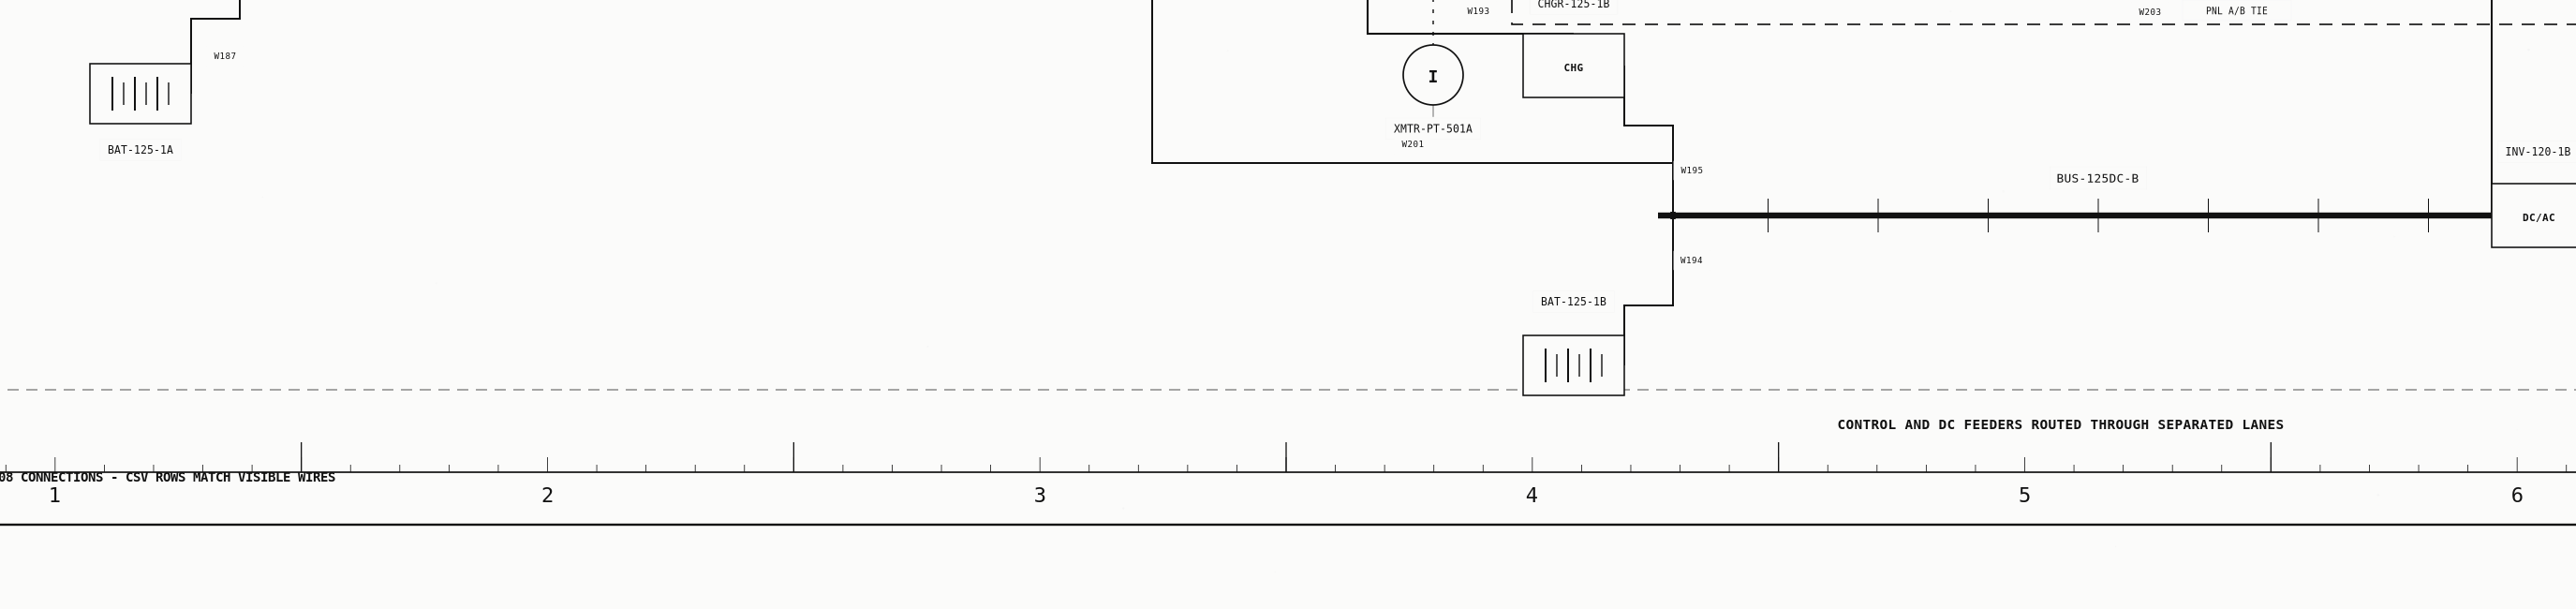 CHGR-125-1B
W193
W203
PNL A/B TIE
W187
CHG
I
XMTR-PT-501A
W201
BAT-125-1A
INV-120-1B
W195
BUS-125DC-B
DC/AC
W194
BAT-125-1B
CONTROL AND DC FEEDERS ROUTED THROUGH SEPARATED LANES
08 CONNECTIONS - CSV ROWS MATCH VISIBLE WIRES
1 2 3 4 5 6